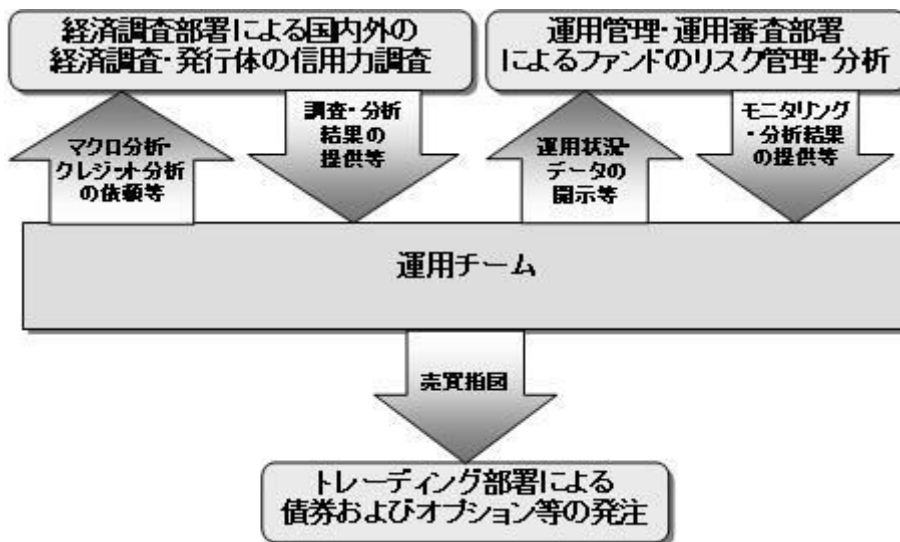 経済調査部署による国内外の
経済調査・発行体の信用力調査
運用管理・運用審査部署
によるファンドのリスク管理・分析
マクロ分析・
クレジット分析
の依頼等
調査・分析
結果の
提供等
運用状況・
データの
開示等
モニタリング
・分析結果
の提供等
運用チーム
売買指図
トレーディング部署による
債券およびオプション等の発注